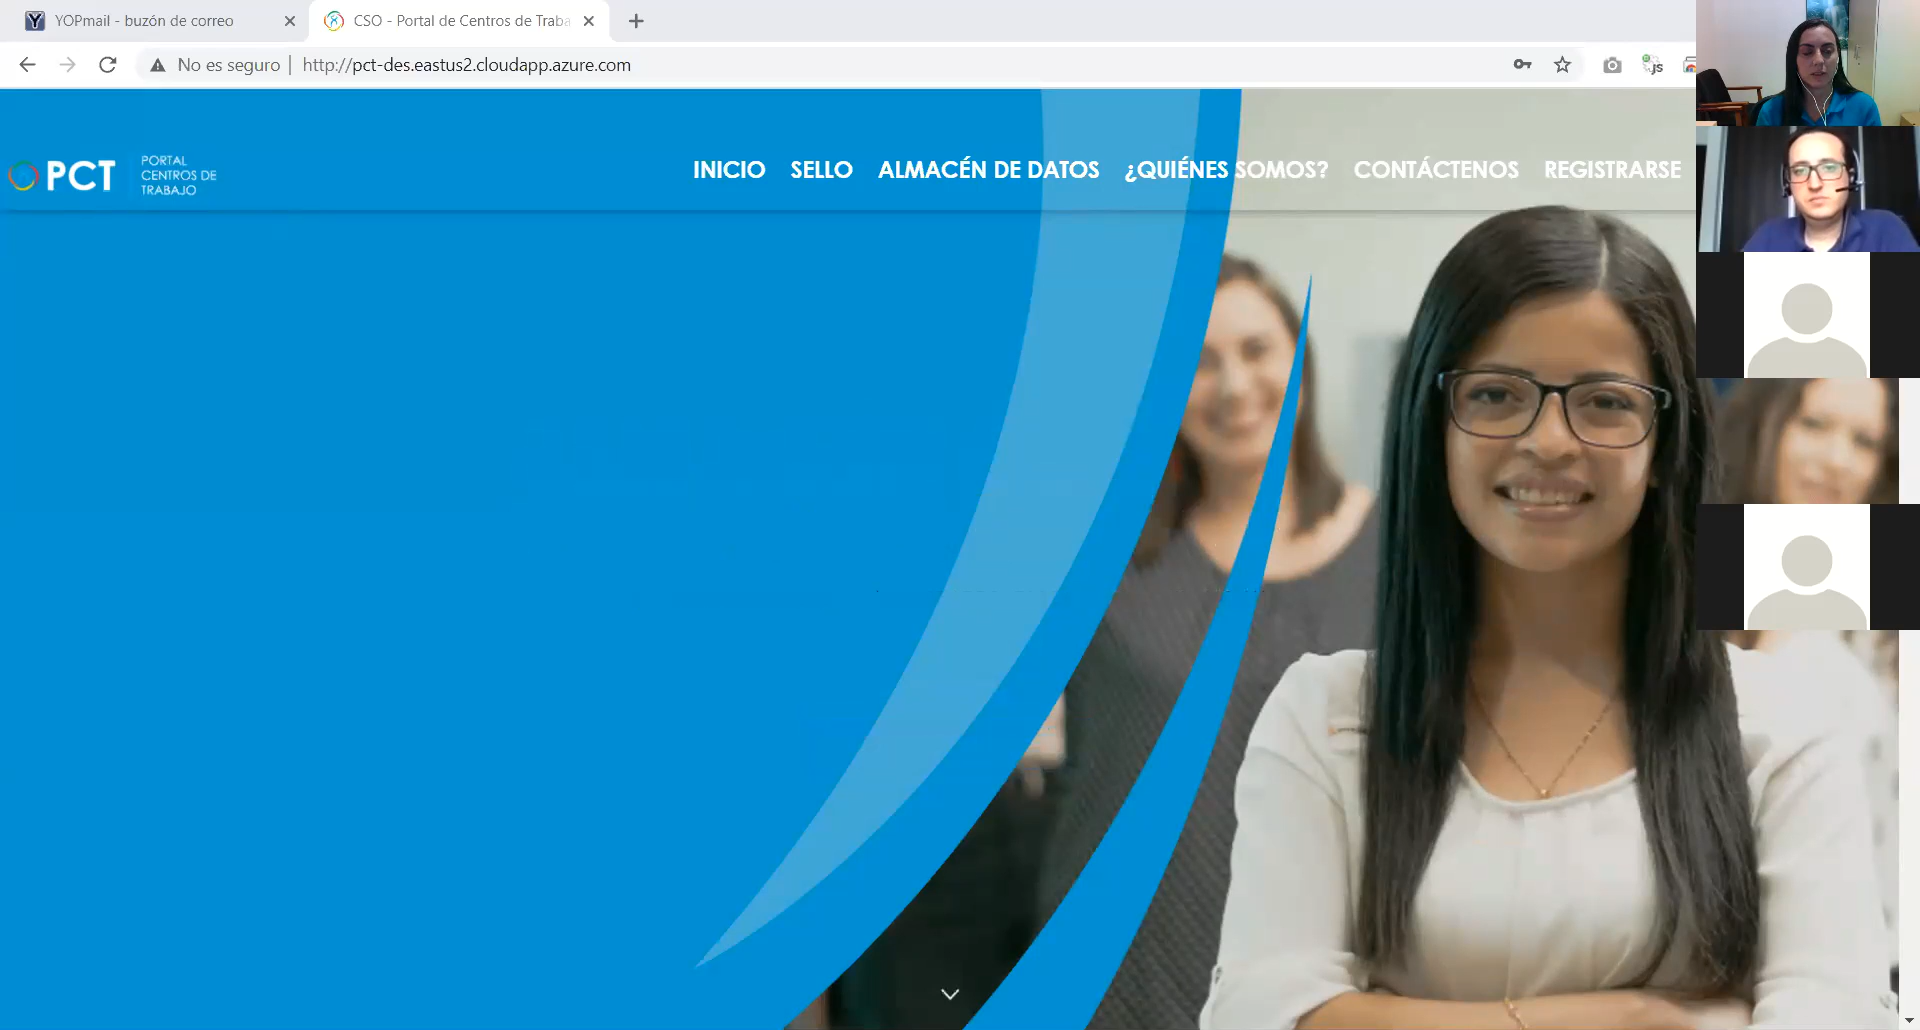 YOPmail - buzón de correo
CSO - Portal de Centros de Traba
No es seguro | http://pct-des.eastus2.cloudapp.azure.com
JS
PCT
PORTAL
CENTROS DE
TRABAJO
INICIO SELLO ALMACÉN DE DATOS ¿QUIÉNES SOMOS? CONTÁCTENOS REGISTRARSE